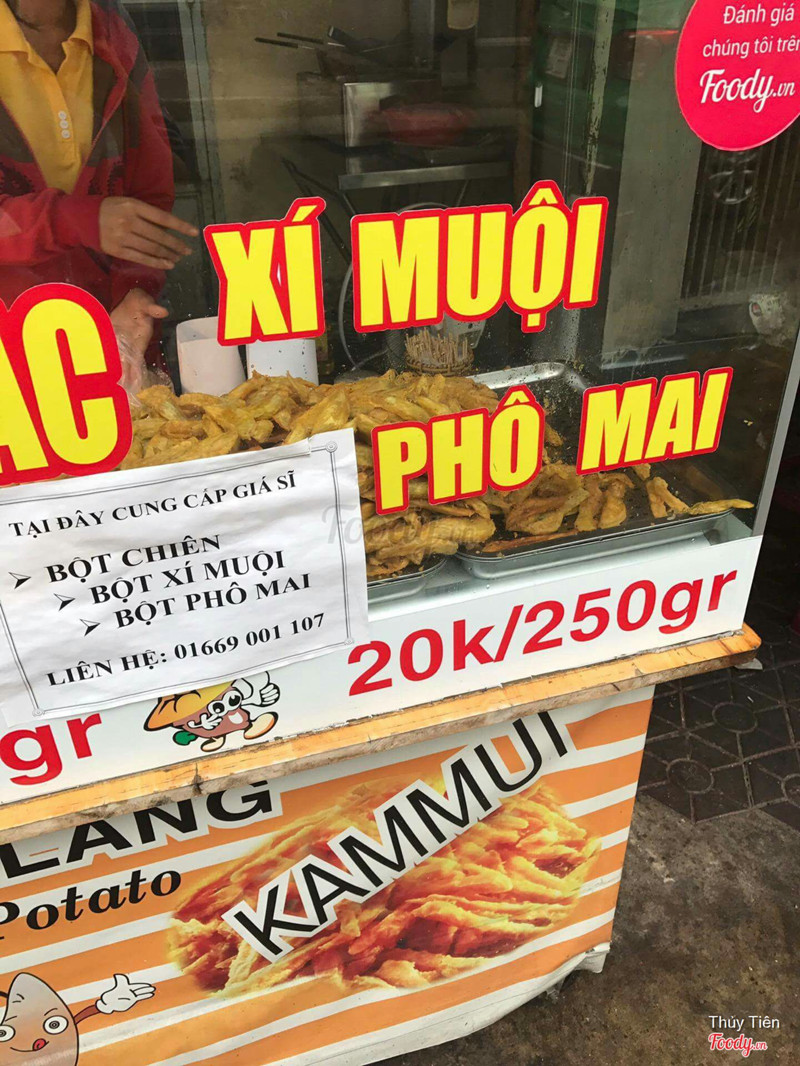 Đánh giá
chúng tôi trên
Foody.vn
XÍ MUỘI
ẮC
PHÔ MAI
TẠI ĐÂY CUNG CẤP GIÁ SĨ
➢ BỘT CHIÊN
➢ BỘT XÍ MUỘI
➢ BỘT PHÔ MAI
LIÊN HỆ: 01669 001 107
20k/250gr
gr
LANG
Potato
KAMMUI
Thúy Tiên
Foody.vn